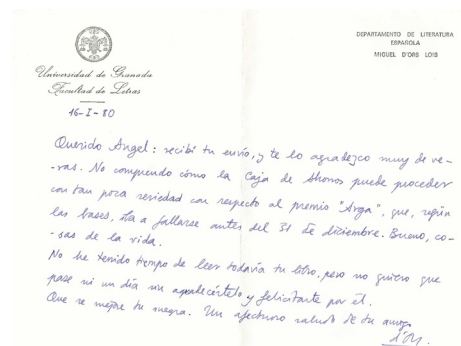 DEPARTAMENTO DE LITERATURA
ESPAÑOLA
MIGUEL D'ORS LOIS
Universidad de Granada
Facultad de Letras
16-I-80
Querido Angel: recibí tu envío, y te lo agradezco muy de ve-
-ras. No comprendo cómo la Caja de Ahorros puede proceder
con tan poca seriedad con respecto al premio "Arga", que, según
las bases, iba a fallarse antes del 31 de diciembre. Bueno, co-
sas de la vida.
No he tenido tiempo de leer todavía tu libro, pero no quiero que
pase ni un día sin agradecértelo y felicitarte por él.
Que se mejore tu suegra. Un afectuoso saludo de tu amigo
d'Ors